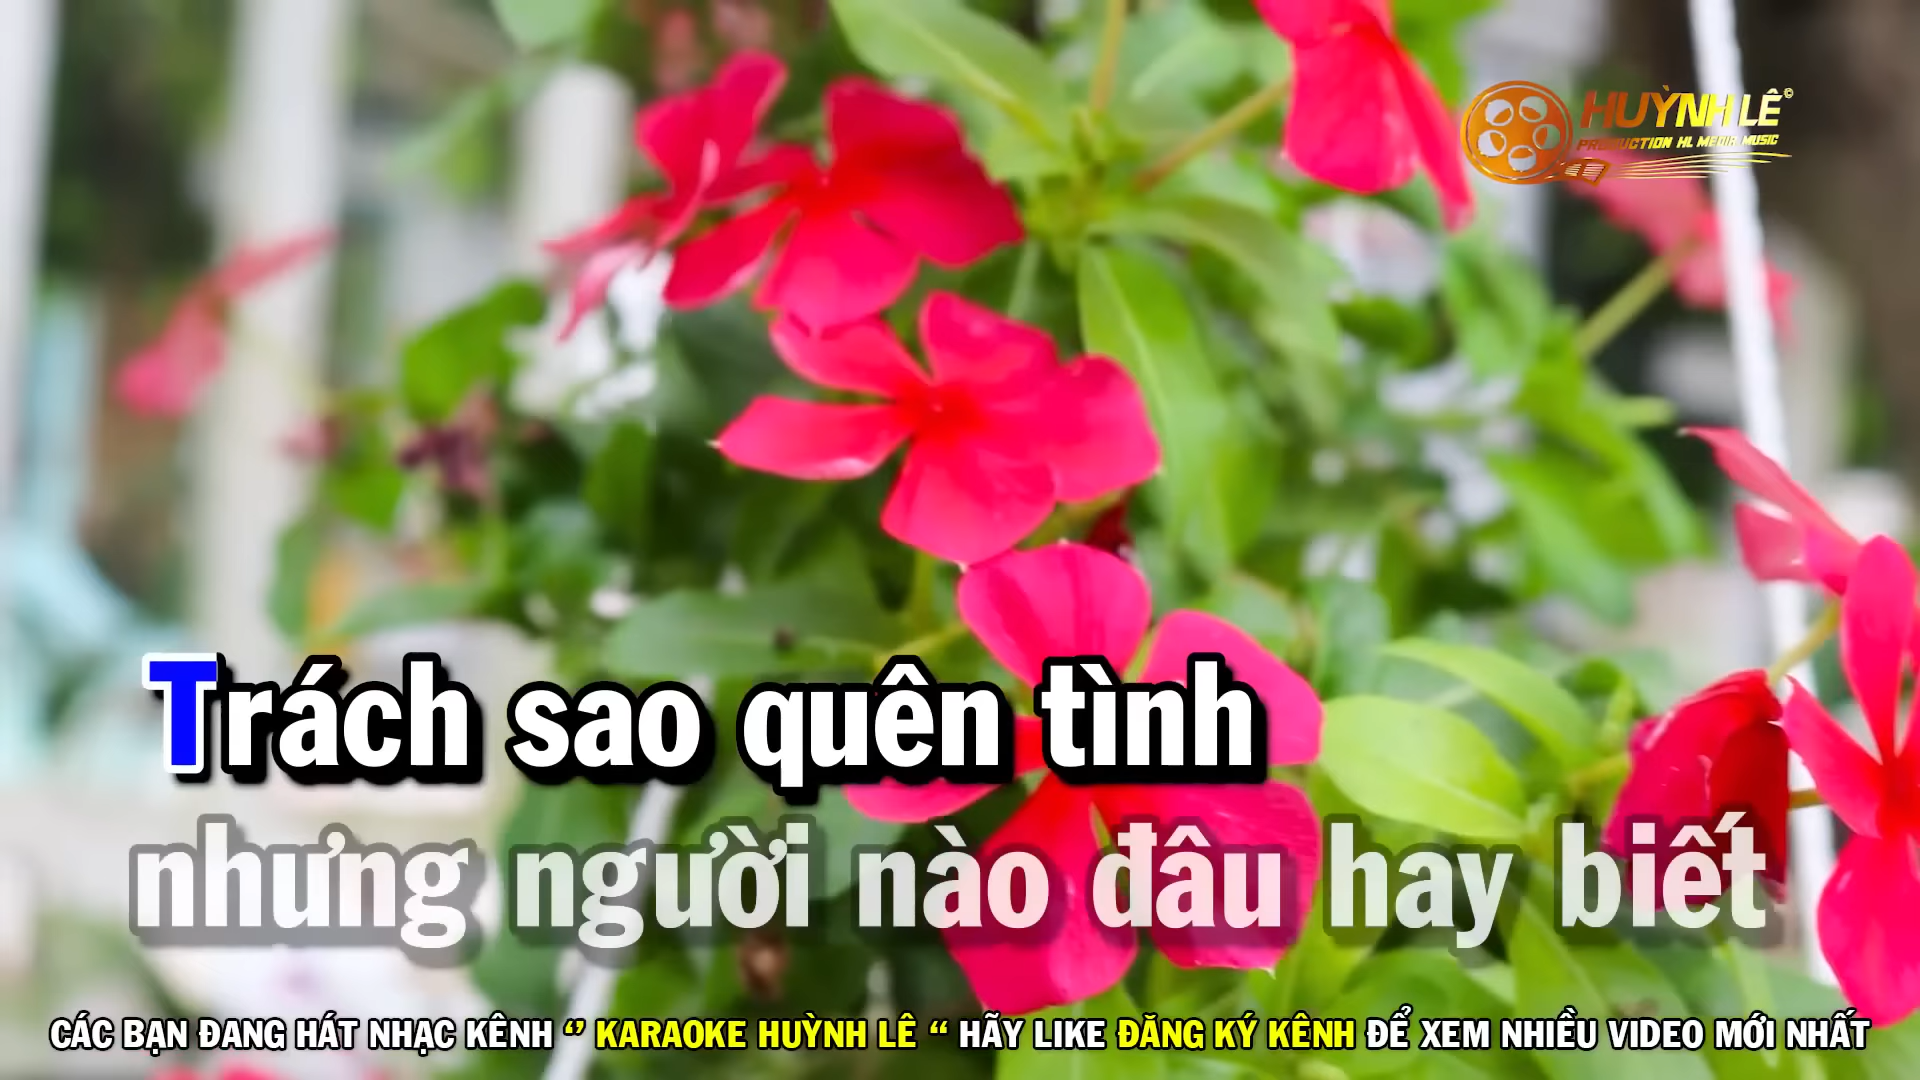 HUỲNH LÊ©
PRODUCTION HL MEDIA MUSIC
Trách sao quên tình
nhưng người nào đâu hay biết
CÁC BẠN ĐANG HÁT NHẠC KÊNH ‘’ KARAOKE HUỲNH LÊ “ HÃY LIKE ĐĂNG KÝ KÊNH ĐỂ XEM NHIỀU VIDEO MỚI NHẤT